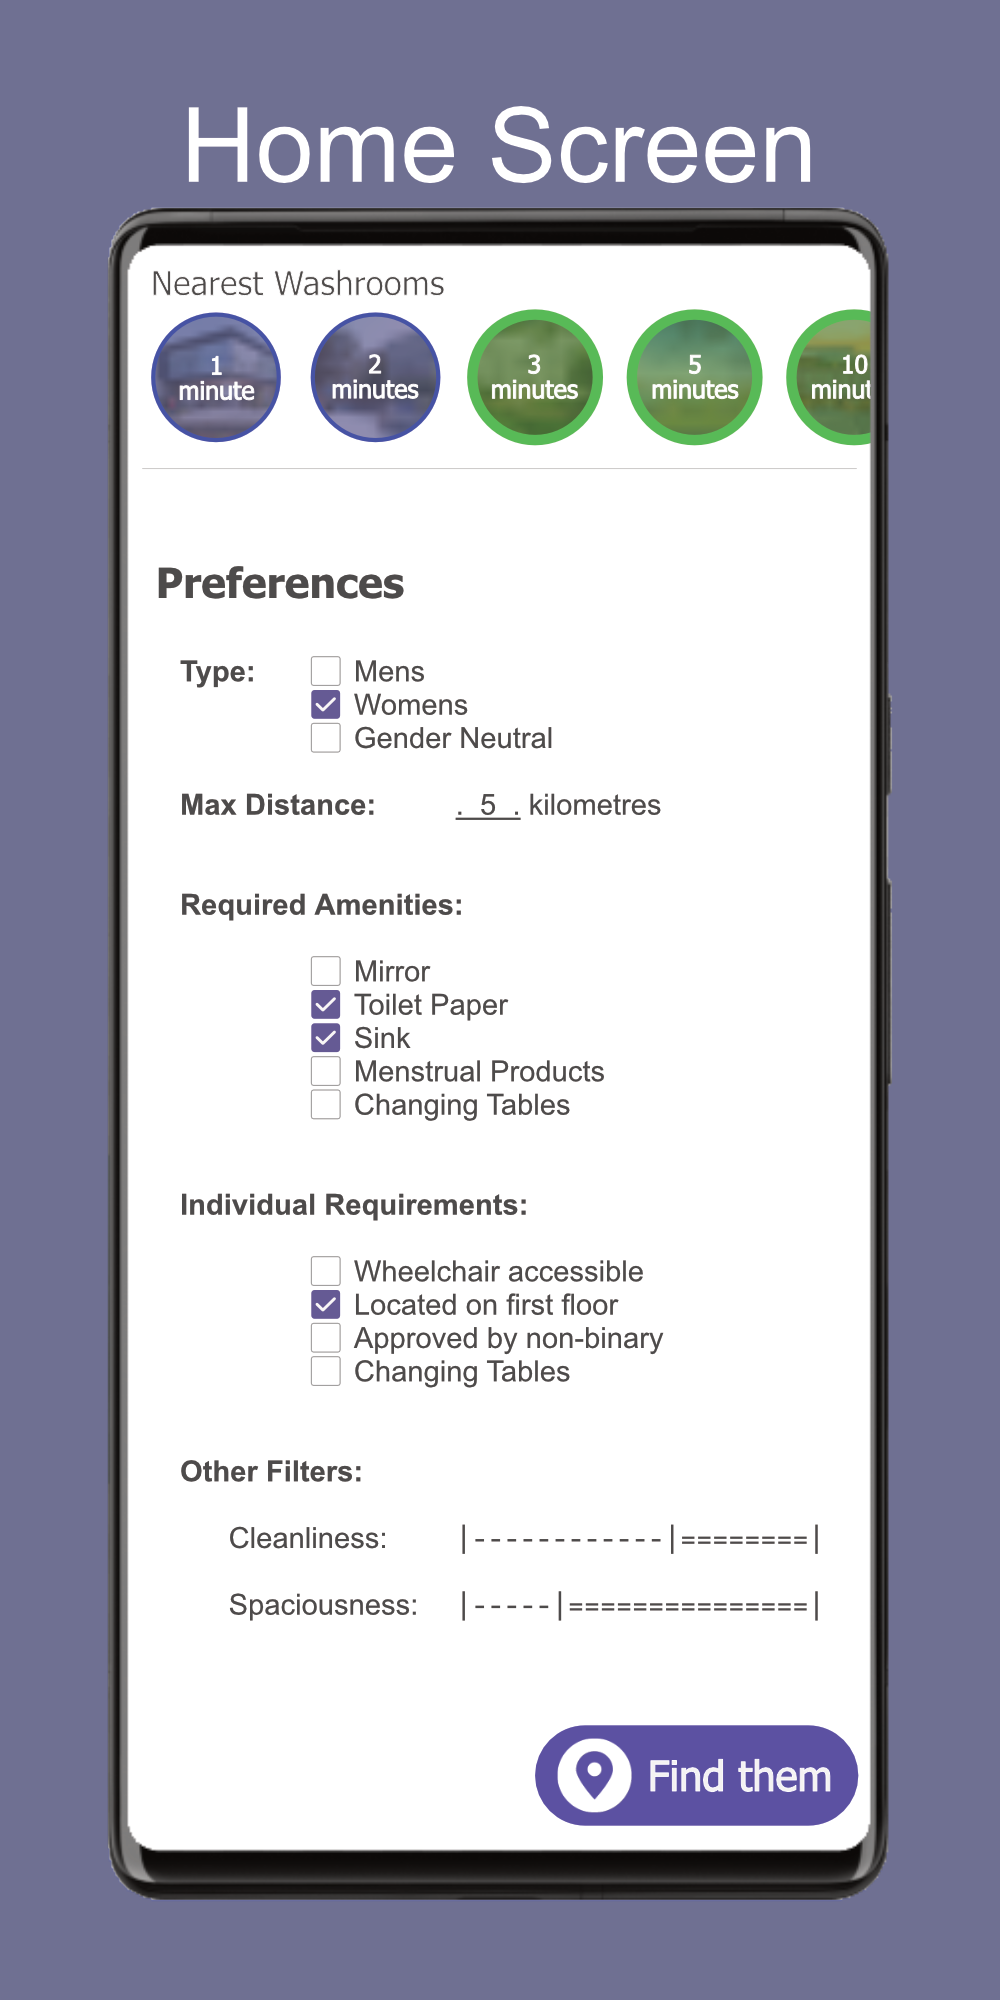 Home Screen
Nearest Washrooms
1
minute
2
minutes
3
minutes
5
minutes
10
minut
Preferences
Type:
Mens
Womens
Gender Neutral
Max Distance: . 5 . kilometres
Required Amenities:
Mirror
Toilet Paper
Sink
Menstrual Products
Changing Tables
Individual Requirements:
Wheelchair accessible
Located on first floor
Approved by non-binary
Changing Tables
Other Filters:
Cleanliness: |------------|========|
Spaciousness: |-----|===============|
Find them